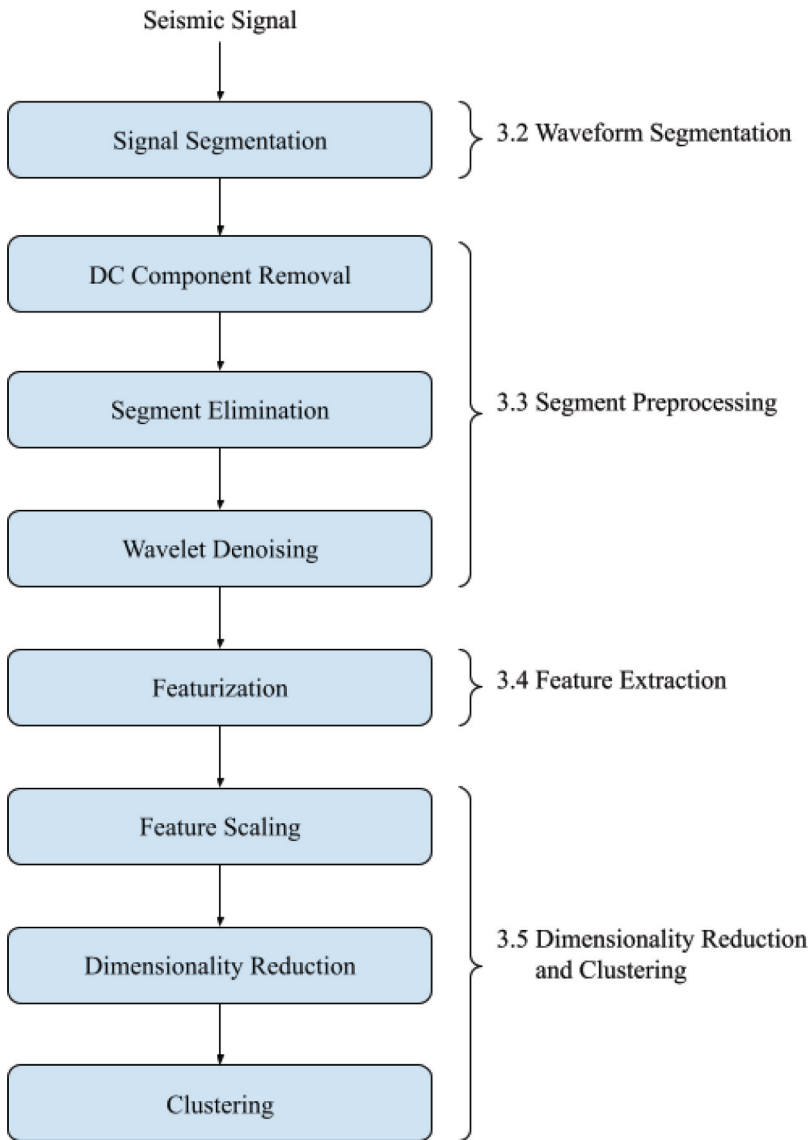 Seismic Signal
Signal Segmentation
3.2 Waveform Segmentation
DC Component Removal
Segment Elimination
3.3 Segment Preprocessing
Wavelet Denoising
Featurization
3.4 Feature Extraction
Feature Scaling
Dimensionality Reduction
3.5 Dimensionality Reduction
and Clustering
Clustering